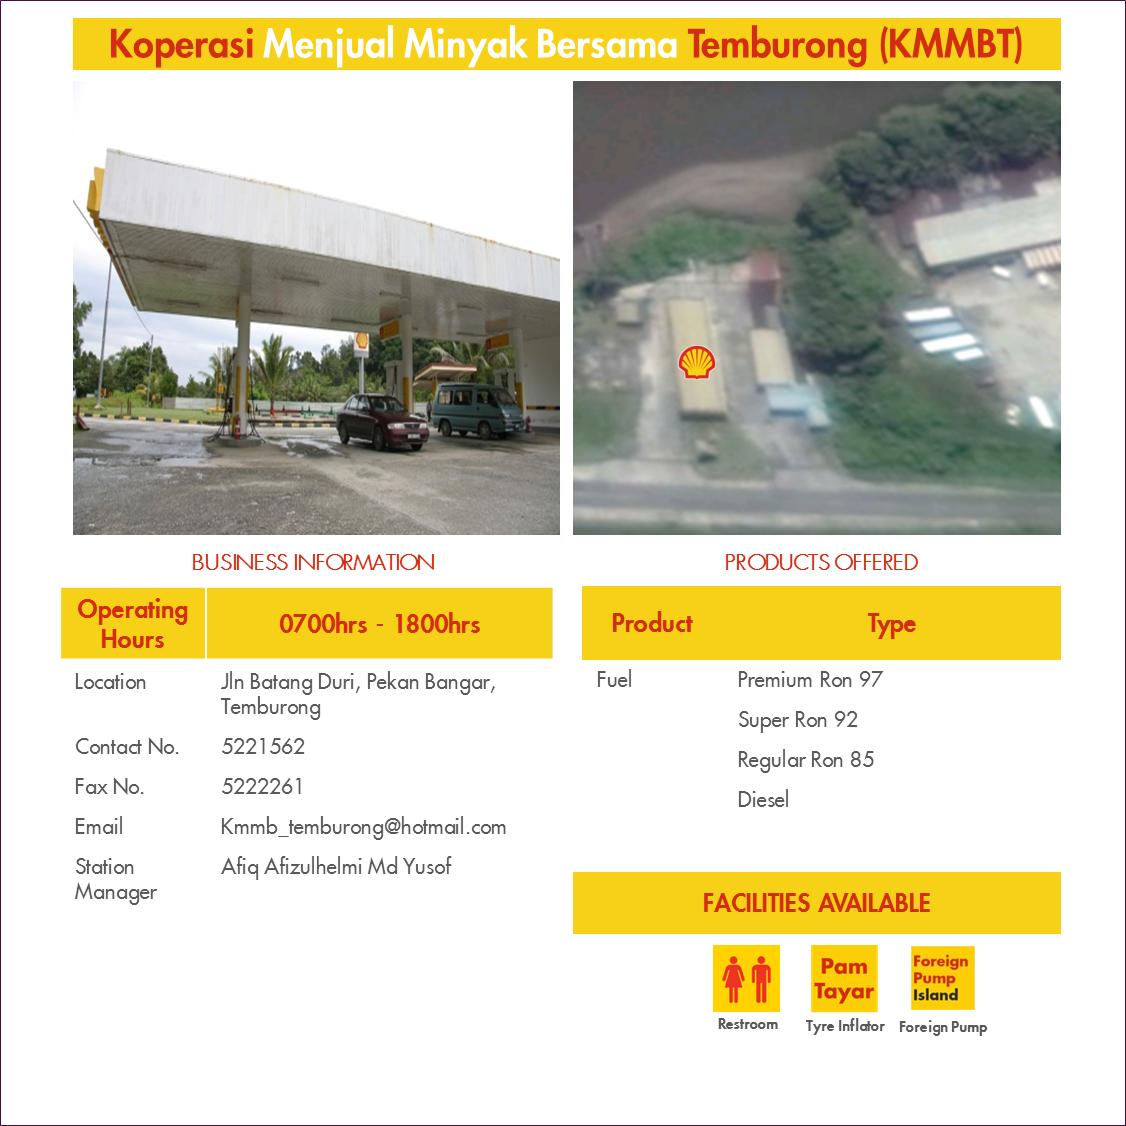 Koperasi Menjual Minyak Bersama Temburong (KMMBT)
BUSINESS INFORMATION
Operating
Hours
0700hrs - 1800hrs
Location
Jln Batang Duri, Pekan Bangar,
Temburong
Contact No.
5221562
Fax No.
5222261
Email
Kmmb_temburong@hotmail.com
Station
Manager
Afiq Afizulhelmi Md Yusof
PRODUCTS OFFERED
Product
Type
Fuel
Premium Ron 97
Super Ron 92
Regular Ron 85
Diesel
FACILITIES AVAILABLE
Pam
Tayar
Foreign
Pump
Island
Restroom
Tyre Inflator
Foreign Pump